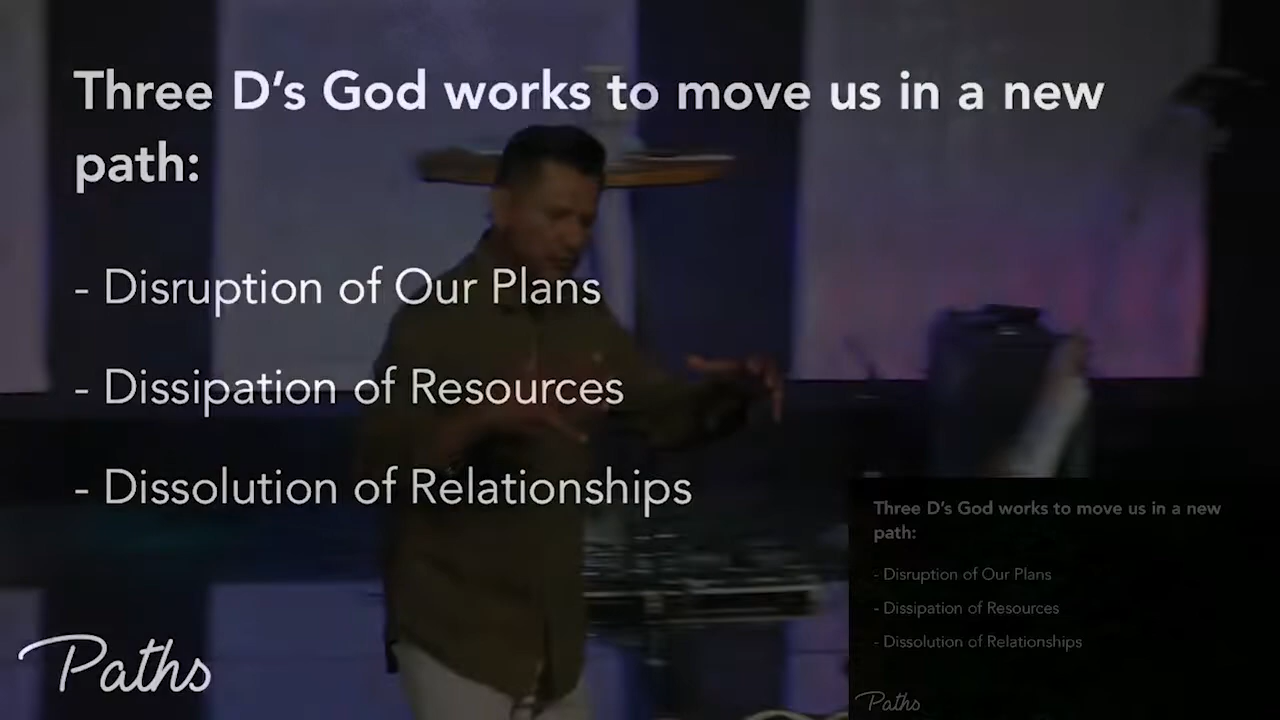 Three D's God works to move us in a new
path:
- Disruption of Our Plans
- Dissipation of Resources
- Dissolution of Relationships
Paths
Three D's God works to move us in a new
path:
- Disruption of Our Plans
- Dissipation of Resources
- Dissolution of Relationships
Paths